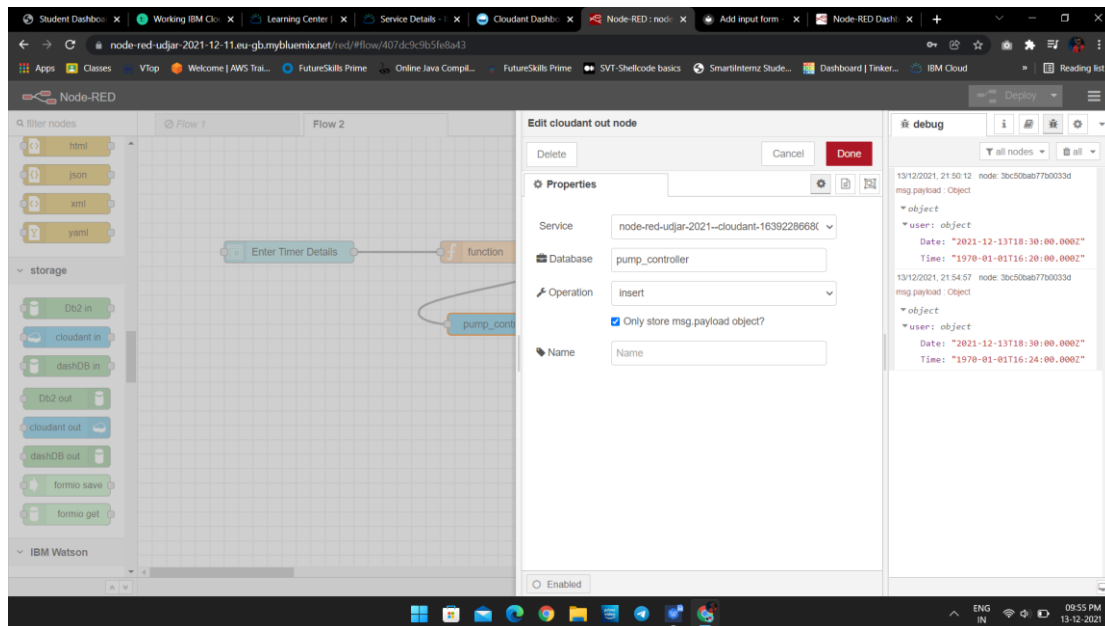 Student Dashboa
Working IBM Clou
Learning Center |
Service Details - I
Cloudant Dashbo
Node-RED : node
Add input form -
Node-RED Dashb
node-red-udjar-2021-12-11.eu-gb.mybluemix.net/red/#flow/407dc9c9b5fe8a43
Apps
Classes
VTop
Welcome | AWS Trai...
FutureSkills Prime
Online Java Compil...
FutureSkills Prime
SVT-Shellcode basics
SmartiInternz Stude...
Dashboard | Tinker...
IBM Cloud
»
Reading list
Node-RED
Deploy
filter nodes
Flow 1
Flow 2
html
json
xml
yaml
storage
Db2 in
cloudant in
dashDB in
Db2 out
cloudant out
dashDB out
formio save
formio get
IBM Watson
Enter Timer Details
function
pump_contr
Edit cloudant out node
Delete
Cancel
Done
Properties
Service
node-red-udjar-2021--cloudant-1639228668(
Database
pump_controller
Operation
insert
Only store msg.payload object?
Name
Name
Enabled
debug
all nodes
all
13/12/2021, 21:50:12 node: 3bc50bab77b0033d
msg.payload : Object
object
user: object
Date: "2021-12-13T18:30:00.000Z"
Time: "1970-01-01T16:20:00.000Z"
13/12/2021, 21:54:57 node: 3bc50bab77b0033d
msg.payload : Object
object
user: object
Date: "2021-12-13T18:30:00.000Z"
Time: "1970-01-01T16:24:00.000Z"
ENG
IN
09:55 PM
13-12-2021